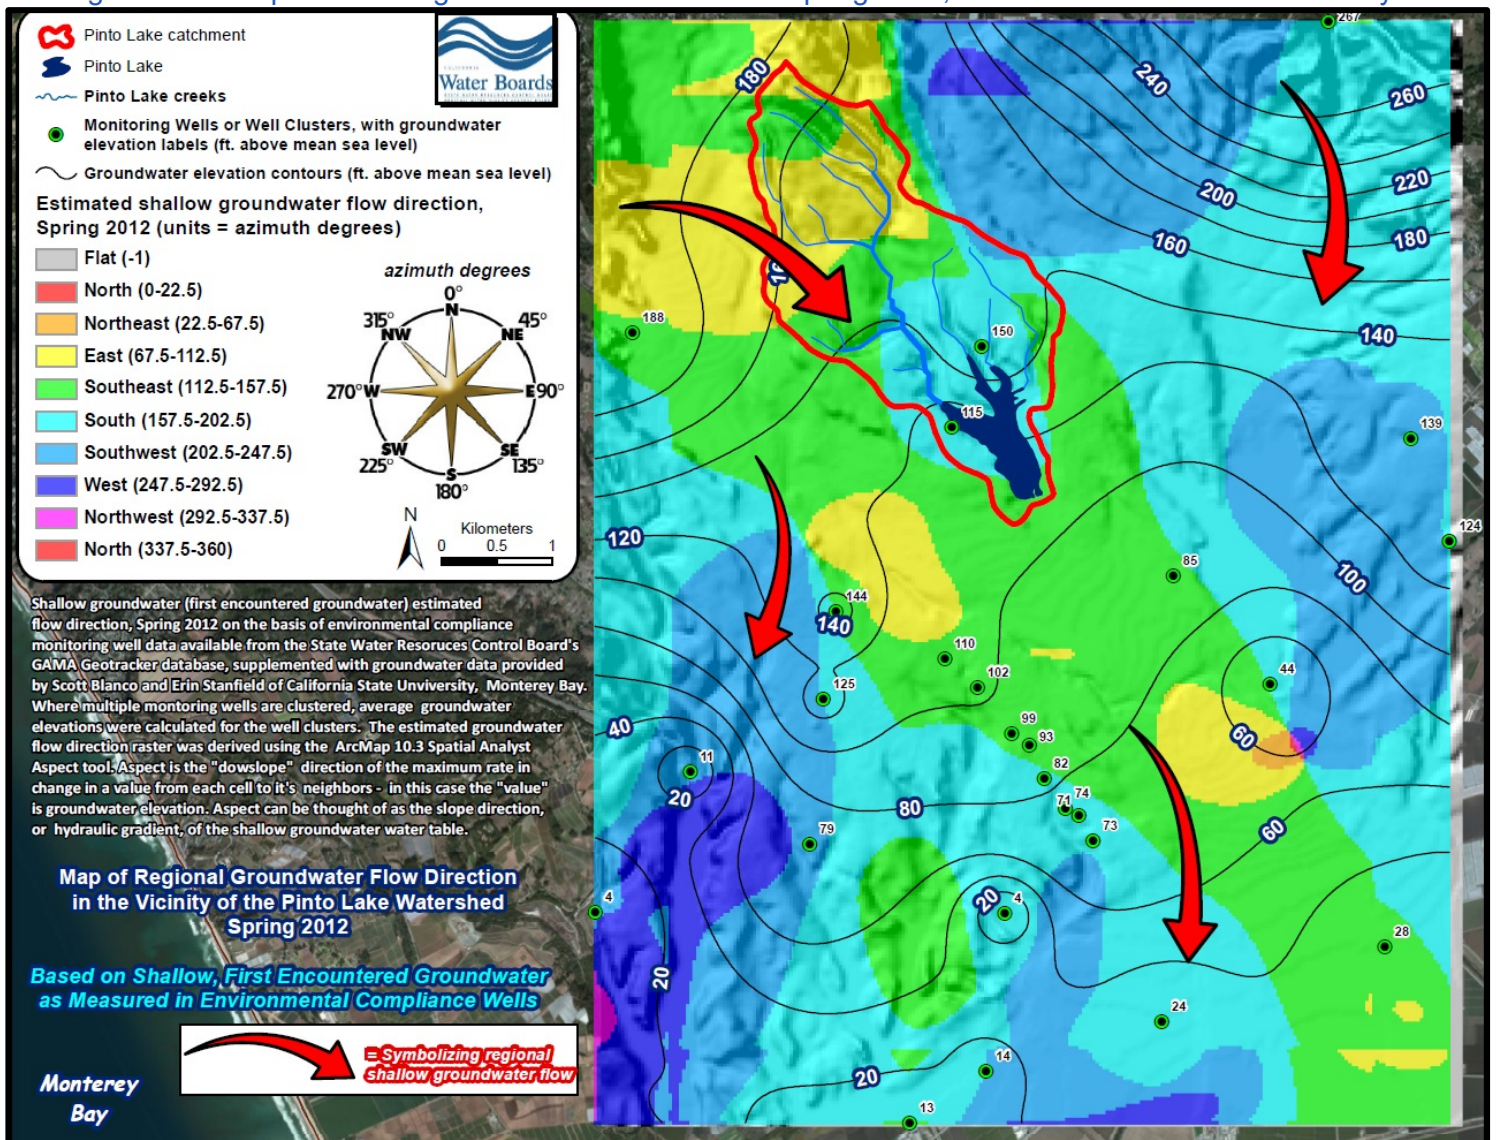 Pinto Lake catchment
Pinto Lake
Pinto Lake creeks
Monitoring Wells or Well Clusters, with groundwater
elevation labels (ft. above mean sea level)
Groundwater elevation contours (ft. above mean sea level)
Estimated shallow groundwater flow direction,
Spring 2012 (units = azimuth degrees)
Flat (-1)
North (0-22.5)
Northeast (22.5-67.5)
East (67.5-112.5)
Southeast (112.5-157.5)
South (157.5-202.5)
Southwest (202.5-247.5)
West (247.5-292.5)
Northwest (292.5-337.5)
North (337.5-360)
CALIFORNIA
Water Boards
azimuth degrees
0°
N
315°
NW
45°
NE
270°
W
E
90°
SW
225°
SE
135°
S
180°
N
Kilometers
0 0.5 1
Shallow groundwater (first encountered groundwater) estimated
flow direction, Spring 2012 on the basis of environmental compliance
monitoring well data available from the State Water Resoruces Control Board's
GAMA Geotracker database, supplemented with groundwater data provided
by Scott Blanco and Erin Stanfield of California State Unviversity, Monterey Bay.
Where multiple montoring wells are clustered, average groundwater
elevations were calculated for the well clusters. The estimated groundwater
flow direction raster was derived using the ArcMap 10.3 Spatial Analyst
Aspect tool. Aspect is the "dowslope" direction of the maximum rate in
change in a value from each cell to it's neighbors - in this case the "value"
is groundwater elevation. Aspect can be thought of as the slope direction,
or hydraulic gradient, of the shallow groundwater water table.
Map of Regional Groundwater Flow Direction
in the Vicinity of the Pinto Lake Watershed
Spring 2012
Based on Shallow, First Encountered Groundwater
as Measured in Environmental Compliance Wells
= Symbolizing regional
shallow groundwater flow
Monterey
Bay
267
180
240
260
220
200
180
160
140
188
150
115
139
124
120
85
100
144
140
110
102
125
44
40
99
93
60
11
82
20
80
74
71
73
60
79
4
20
4
28
20
24
14
20
13